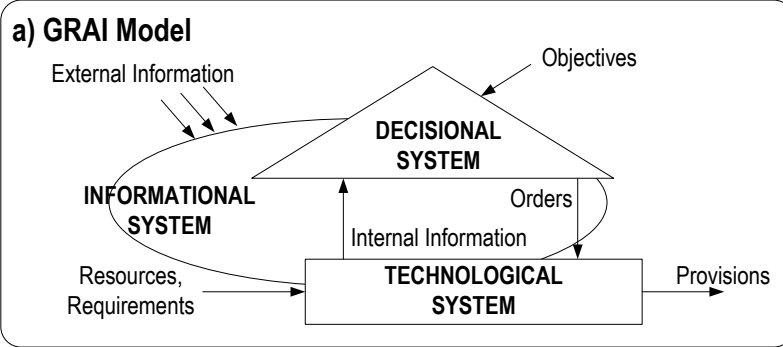 a) GRAI Model
External Information
Objectives
DECISIONAL
SYSTEM
INFORMATIONAL
SYSTEM
Orders
Internal Information
Resources,
Requirements
TECHNOLOGICAL
SYSTEM
Provisions